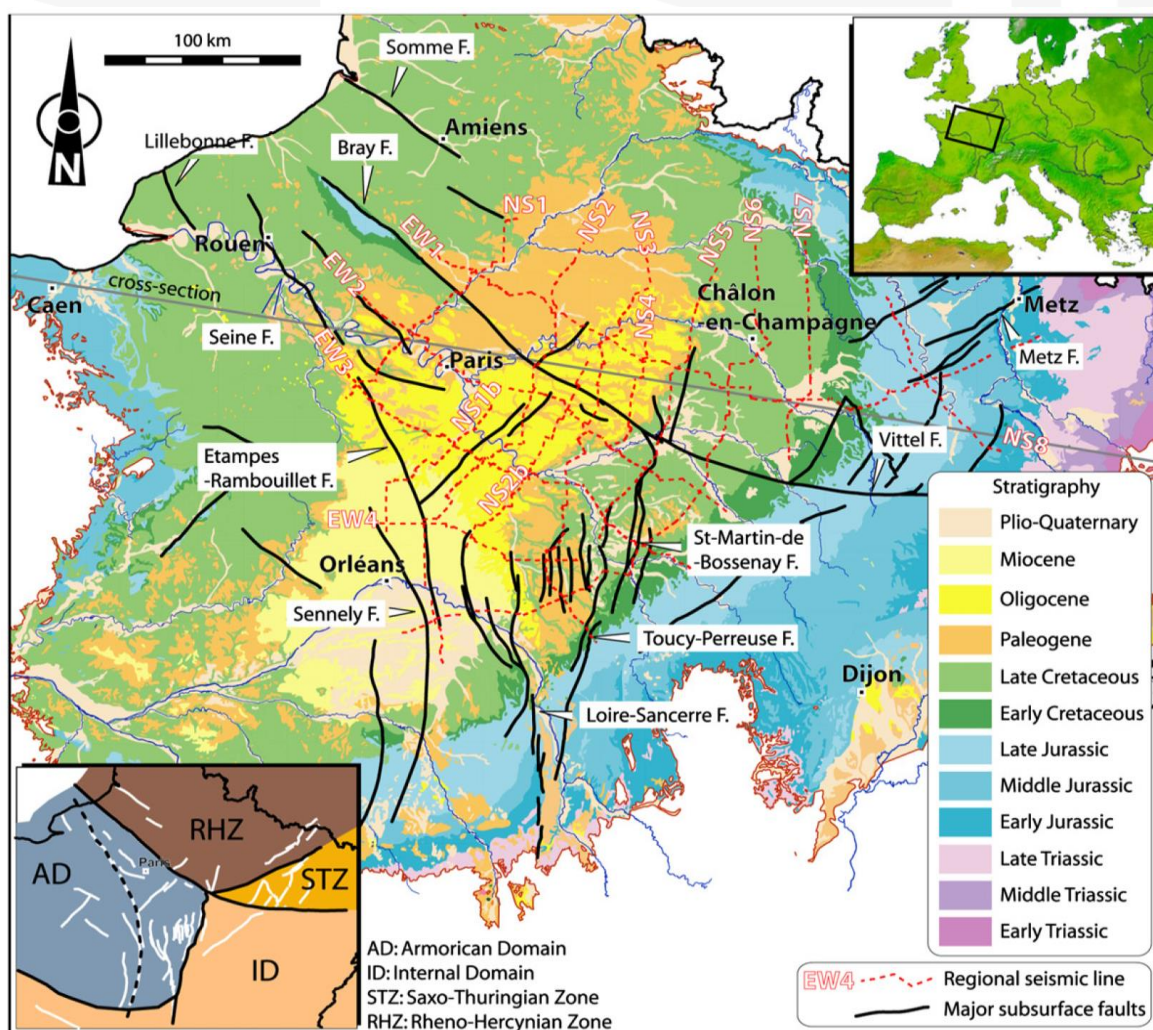 100 km
Somme F.
Lillebonne F.
Bray F.
Amiens
N
NS1
NS2
NS3
NS5
NS6
NS7
EW1
Rouen
EW2
cross-section
Caen
NS4
Châlon
-en-Champagne
Metz
Seine F.
EW3
Paris
Metz F.
NS1b
Etampes
-Rambouillet F.
Vittel F.
NS8
NS2b
EW4
St-Martin-de
-Bossenay F.
Orléans
Sennely F.
Toucy-Perreuse F.
Dijon
Loire-Sancerre F.
Stratigraphy
Plio-Quaternary
Miocene
Oligocene
Paleogene
Late Cretaceous
Early Cretaceous
Late Jurassic
Middle Jurassic
Early Jurassic
Late Triassic
Middle Triassic
Early Triassic
RHZ
AD
Paris
STZ
ID
AD: Armorican Domain
ID: Internal Domain
STZ: Saxo-Thuringian Zone
RHZ: Rheno-Hercynian Zone
EW4 Regional seismic line
Major subsurface faults